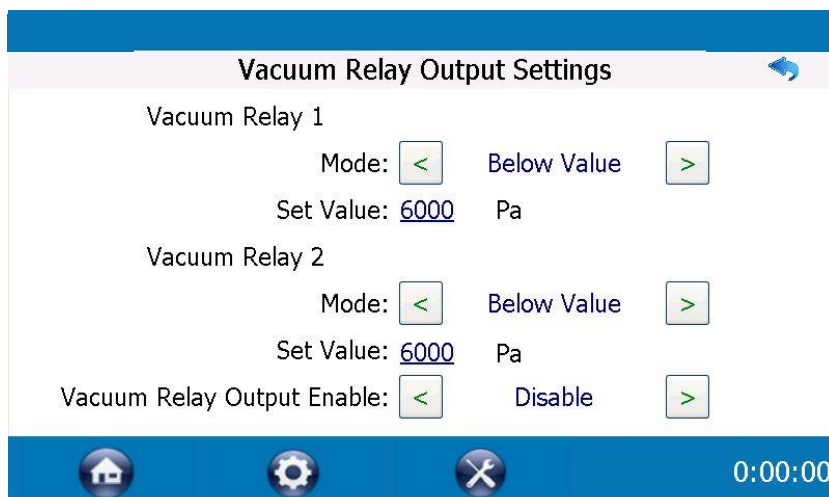 Vacuum Relay Output Settings
Vacuum Relay 1
Mode: < Below Value >
Set Value: 6000 Pa
Vacuum Relay 2
Mode: < Below Value >
Set Value: 6000 Pa
Vacuum Relay Output Enable: < Disable >
0:00:00